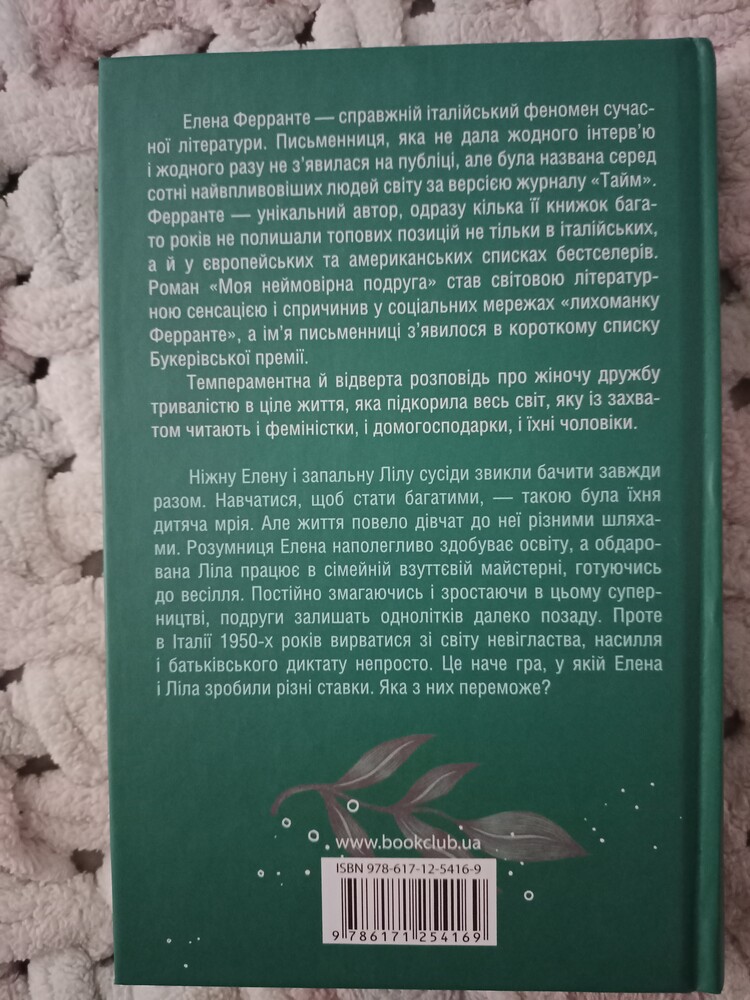 Елена Ферранте — справжній італійський феномен сучас-
ної літератури. Письменниця, яка не дала жодного інтерв’ю
і жодного разу не з’явилася на публіці, але була названа серед
сотні найвпливовіших людей світу за версією журналу «Тайм».
Ферранте — унікальний автор, одразу кілька її книжок бага-
то років не полишали топових позицій не тільки в італійських,
а й у європейських та американських списках бестселерів.
Роман «Моя неймовірна подруга» став світовою літератур-
ною сенсацією і спричинив у соціальних мережах «лихоманку
Ферранте», а ім’я письменниці з’явилося в короткому списку
Букерівської премії.
Темпераментна й відверта розповідь про жіночу дружбу
тривалістю в ціле життя, яка підкорила весь світ, яку із захва-
том читають і феміністки, і домогосподарки, і їхні чоловіки.
Ніжну Елену і запальну Лілу сусіди звикли бачити завжди
разом. Навчатися, щоб стати багатими, — такою була їхня
дитяча мрія. Але життя повело дівчат до неї різними шляха-
ми. Розумниця Елена наполегливо здобуває освіту, а обдаро-
вана Ліла працює в сімейній взуттєвій майстерні, готуючись
до весілля. Постійно змагаючись і зростаючи в цьому супер-
ництві, подруги залишать однолітків далеко позаду. Проте
в Італії 1950-х років вирватися зі світу невігластва, насилля
і батьківського диктату непросто. Це наче гра, у якій Елена
і Ліла зробили різні ставки. Яка з них переможе?
www.bookclub.ua
ISBN 978-617-12-5416-9
9 786171 254169